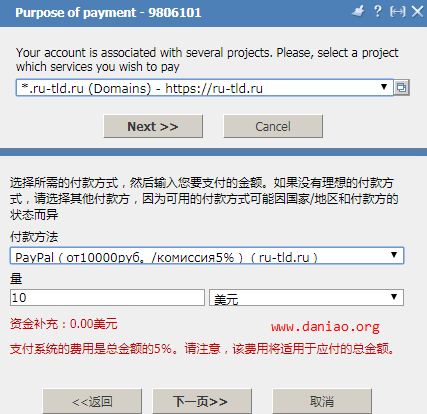 Purpose of payment - 9806101
Your account is associated with several projects. Please, select a project
which services you wish to pay
*.ru-tld.ru (Domains) - https://ru-tld.ru
Next >>
Cancel
选择所需的付款方式，然后输入您要支付的金额。如果没有理想的付款方
式，请选择其他付款方，因为可用的付款方式可能因国家/地区和付款方的
状态而异
付款方法
PayPal（от10000руб。/комиссия5%）（ru-tld.ru）
量
10
美元
资金补充：0.00美元
www.daniao.org
支付系统的费用是总金额的5%。请注意，该费用将适用于应付的总金额。
<<返回
下一页>>
取消